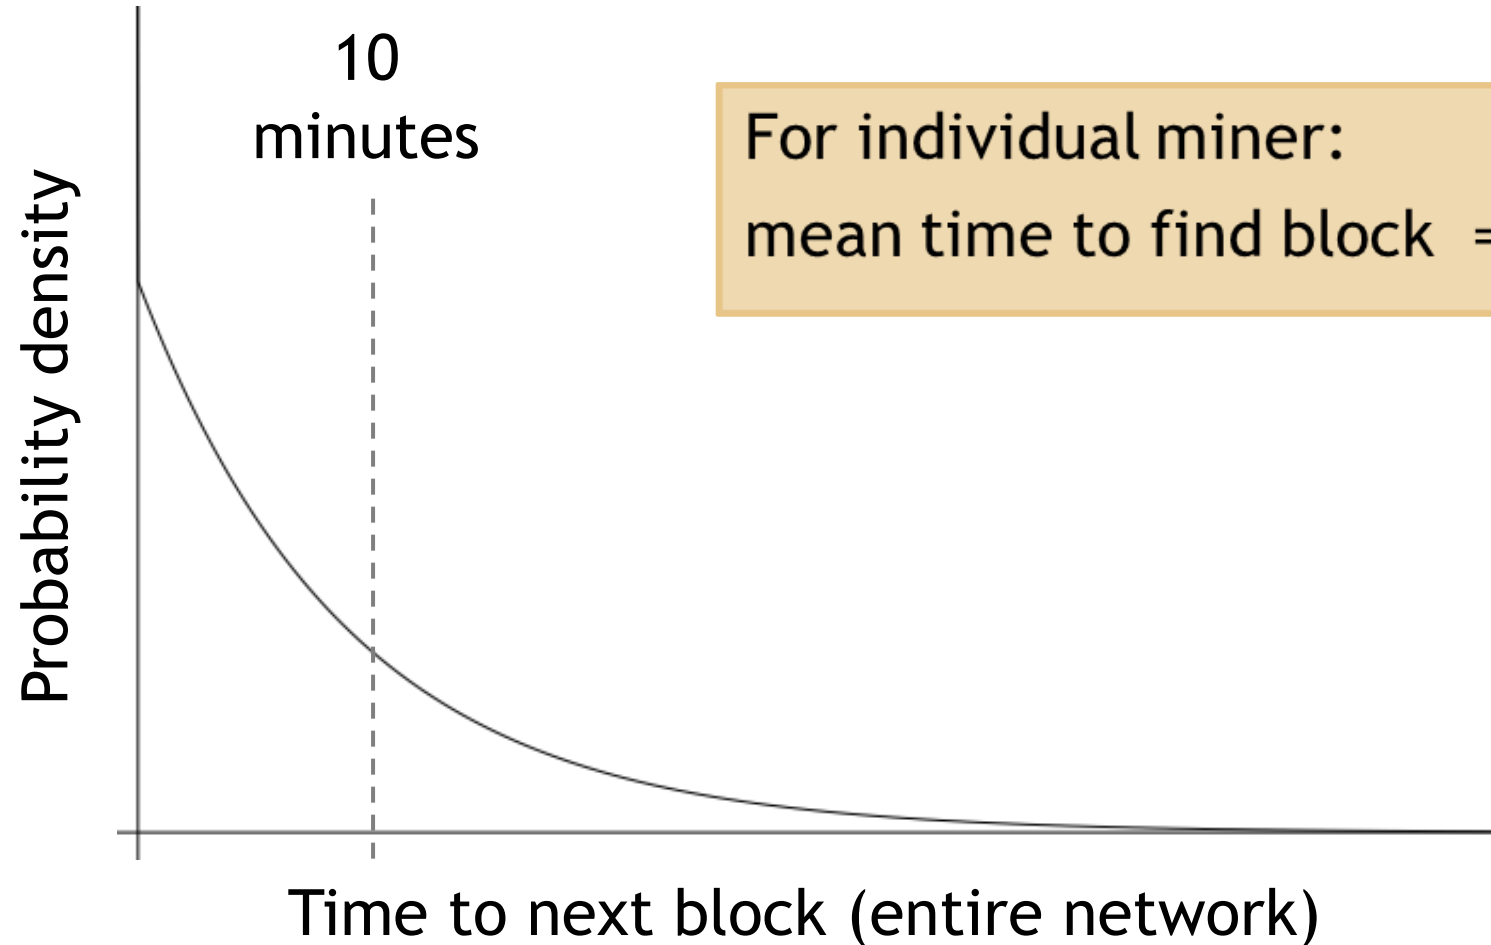 10
minutes
For individual miner:
mean time to find block =
Probability density
Time to next block (entire network)